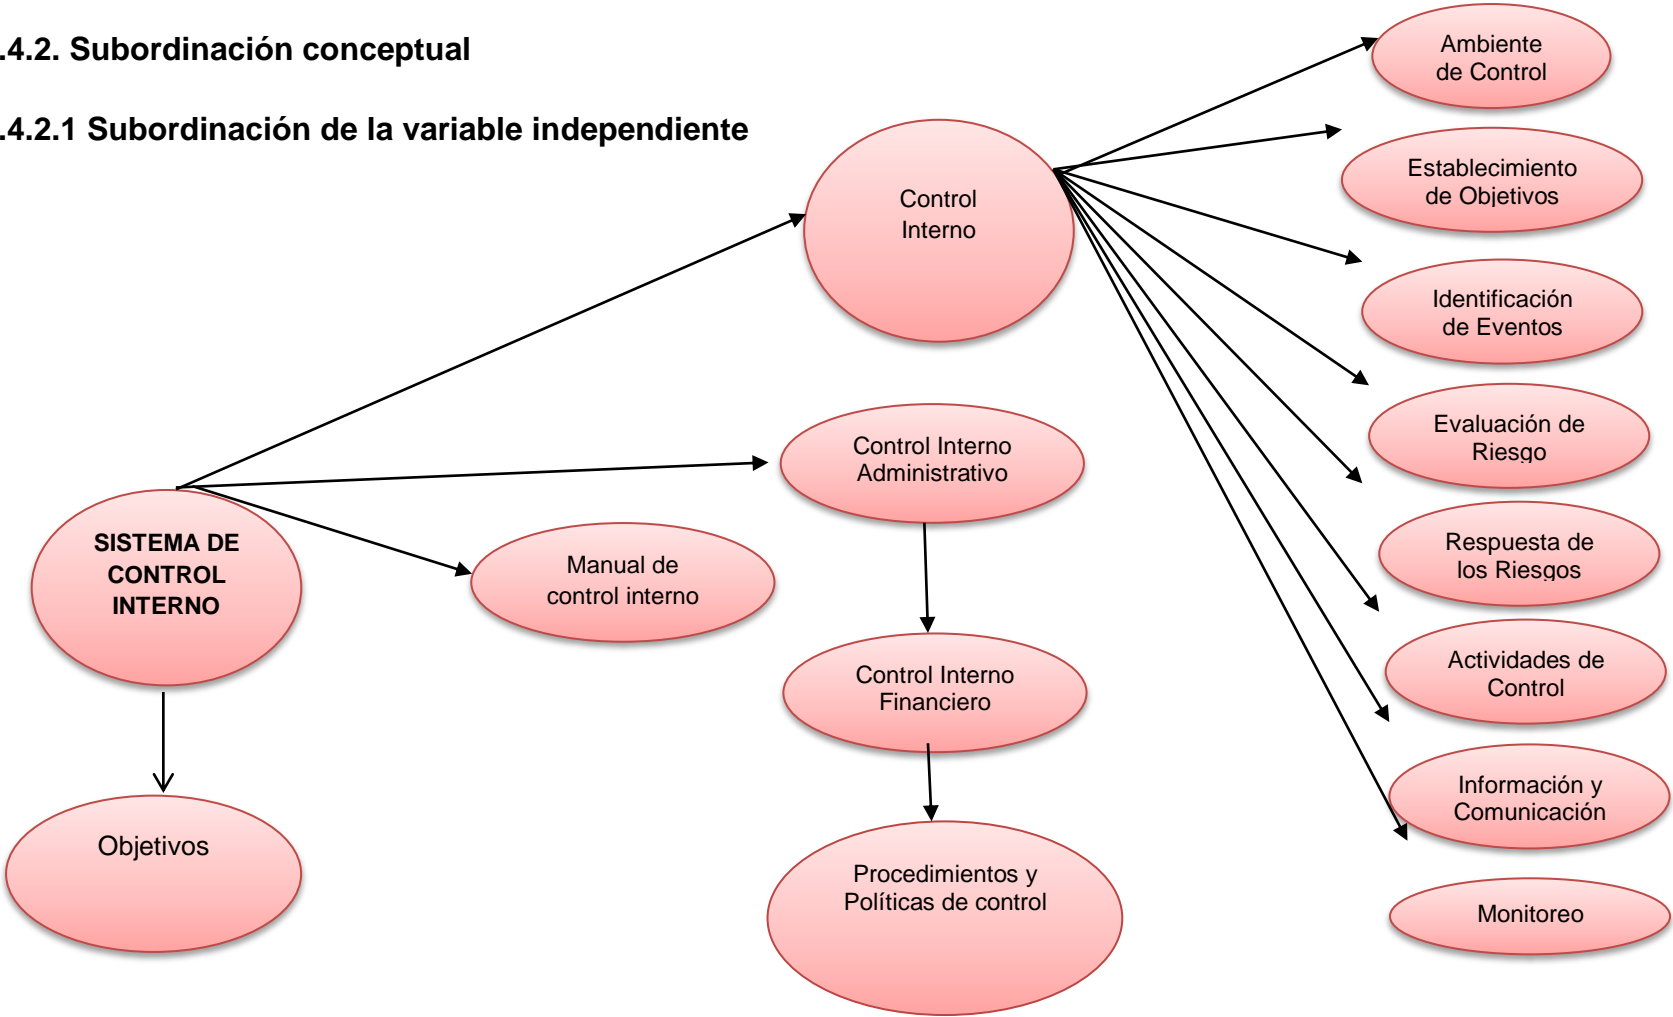 .4.2. Subordinación conceptual
.4.2.1 Subordinación de la variable independiente
Ambiente
de Control
Establecimiento
de Objetivos
Control
Interno
Identificación
de Eventos
Evaluación de
Riesgo
Control Interno
Administrativo
SISTEMA DE
CONTROL
INTERNO
Manual de
control interno
Respuesta de
los Riesgos
Control Interno
Financiero
Actividades de
Control
Información y
Comunicación
Objetivos
Procedimientos y
Políticas de control
Monitoreo